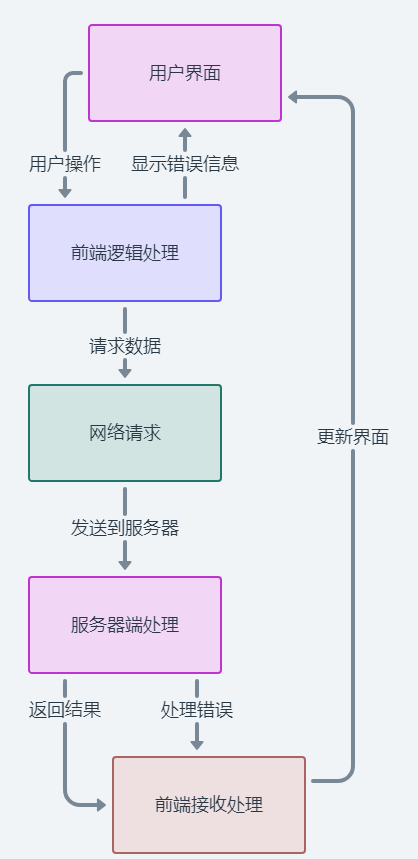 用户界面
用户操作
显示错误信息
前端逻辑处理
请求数据
网络请求
更新界面
发送到服务器
服务器端处理
返回结果
处理错误
前端接收处理